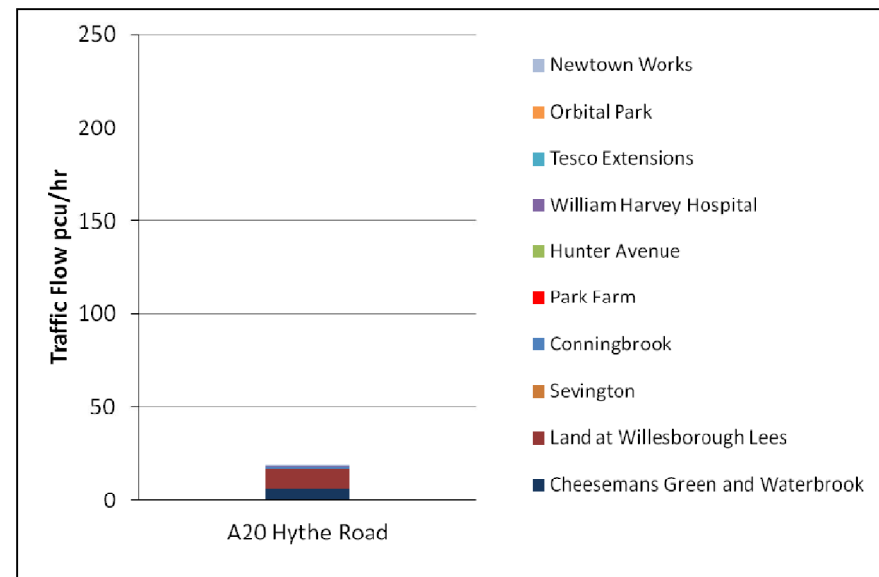 250
200
150
100
50
0
Traffic Flow pcu/hr
A20 Hythe Road
Newtown Works
Orbital Park
Tesco Extensions
William Harvey Hospital
Hunter Avenue
Park Farm
Conningbrook
Sevington
Land at Willesborough Lees
Cheesemans Green and Waterbrook